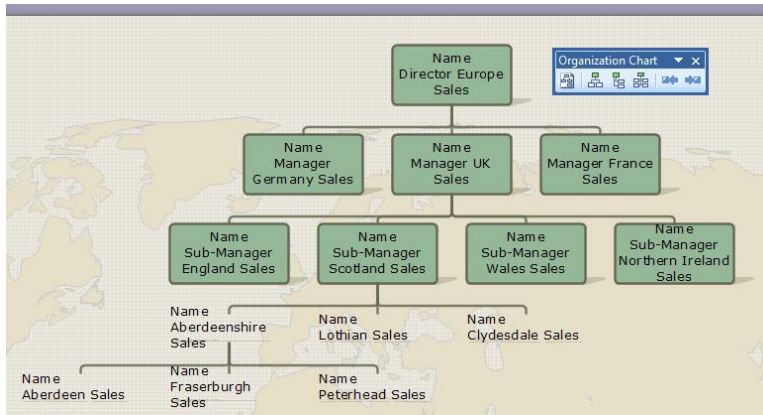 Name
Director Europe
Sales
Organization Chart
Name
Manager
Germany Sales
Name
Manager UK
Sales
Name
Manager France
Sales
Name
Sub-Manager
England Sales
Name
Sub-Manager
Scotland Sales
Name
Sub-Manager
Wales Sales
Name
Sub-Manager
Northern Ireland
Sales
Name
Aberdeenshire
Sales
Name
Lothian Sales
Name
Clydesdale Sales
Name
Aberdeen Sales
Name
Fraserburgh
Sales
Name
Peterhead Sales